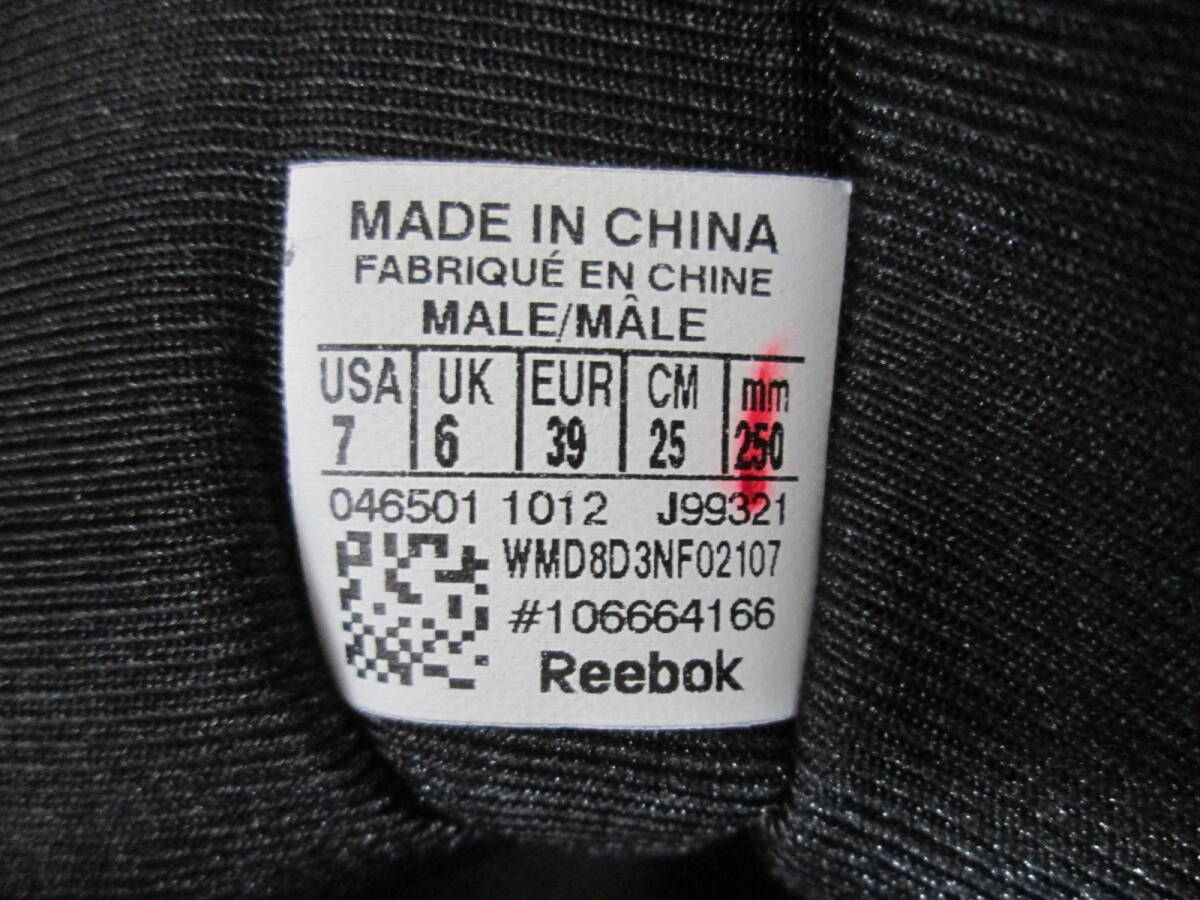 MADE IN CHINA
FABRIQUÉ EN CHINE
MALE/MÂLE
USA UK EUR CM mm
7 6 39 25 250
046501 1012 J99321
WMD8D3NF02107
#106664166
Reebok